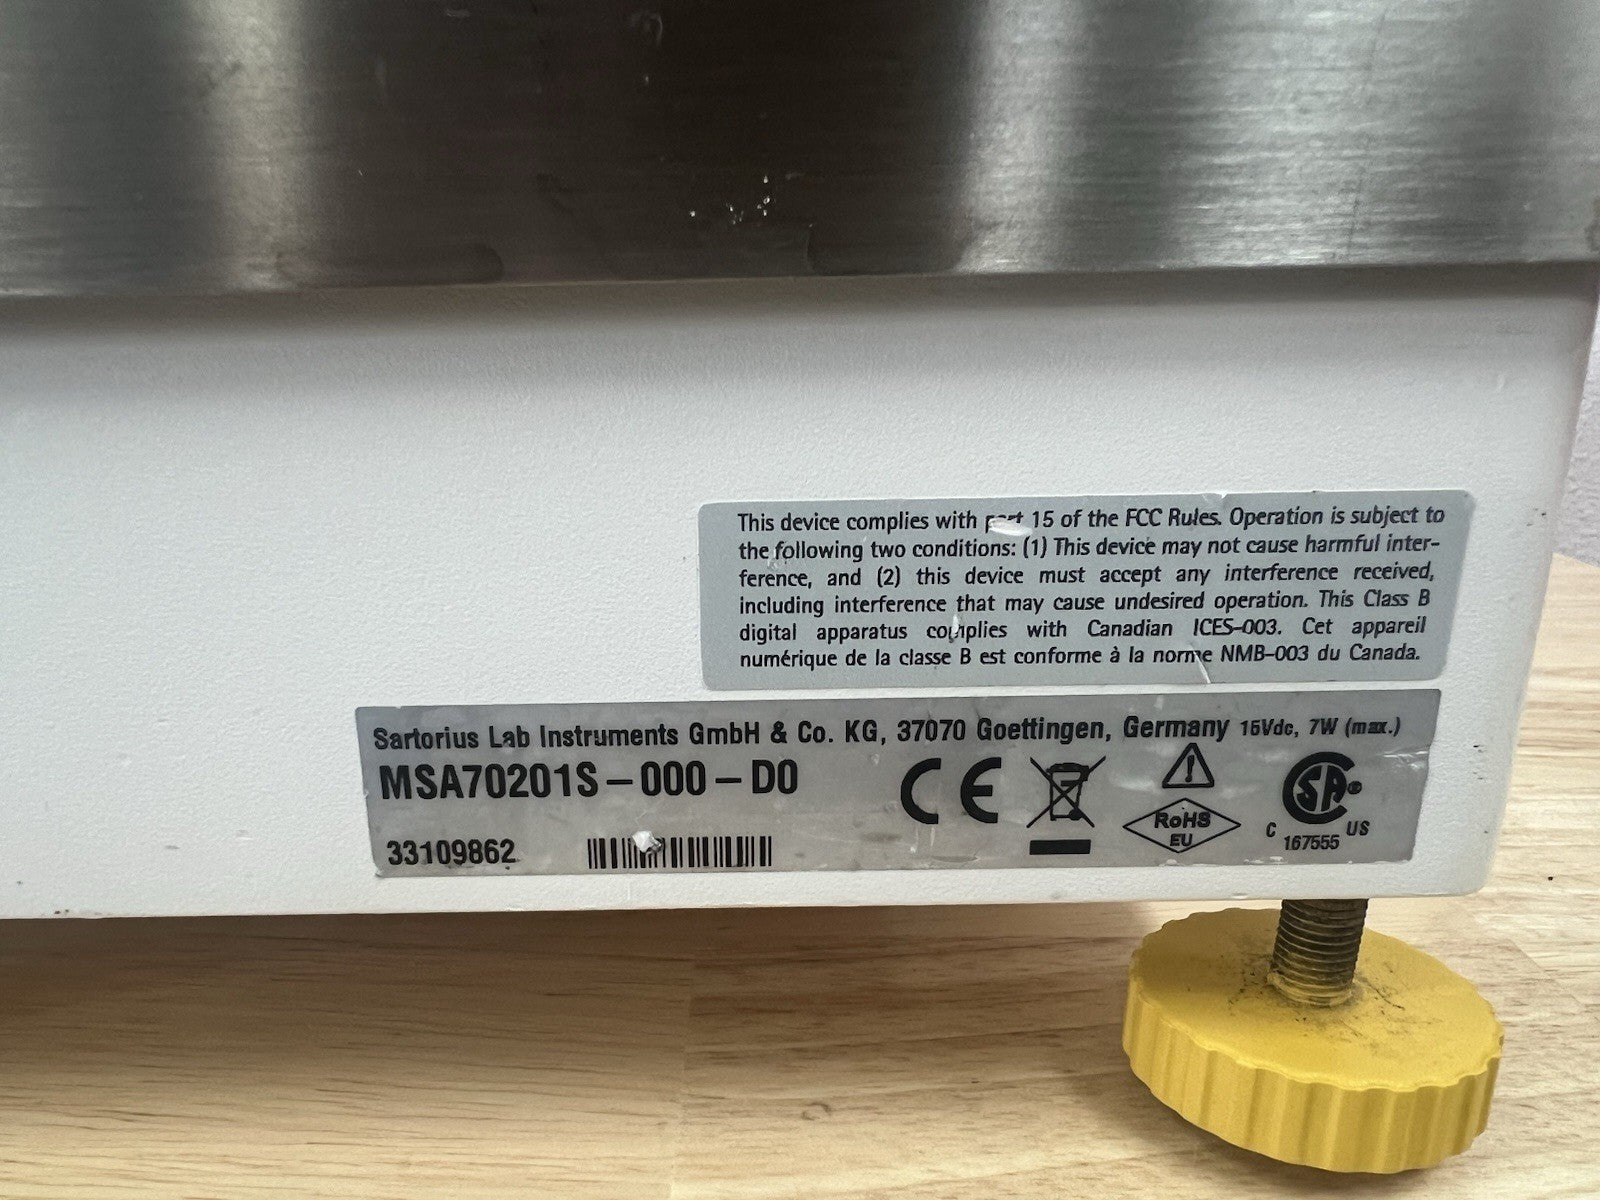 This device complies with part 15 of the FCC Rules. Operation is subject to
the following two conditions: (1) This device may not cause harmful inter-
ference, and (2) this device must accept any interference received,
including interference that may cause undesired operation. This Class B
digital apparatus complies with Canadian ICES-003. Cet appareil
numérique de la classe B est conforme à la norme NMB-003 du Canada.
Sartorius Lab Instruments GmbH & Co. KG, 37070 Goettingen, Germany 15Vdc, 7W (max.)
MSA70201S-000-D0
CE
RoHS
EU
SA®
C 167555 US
33109862